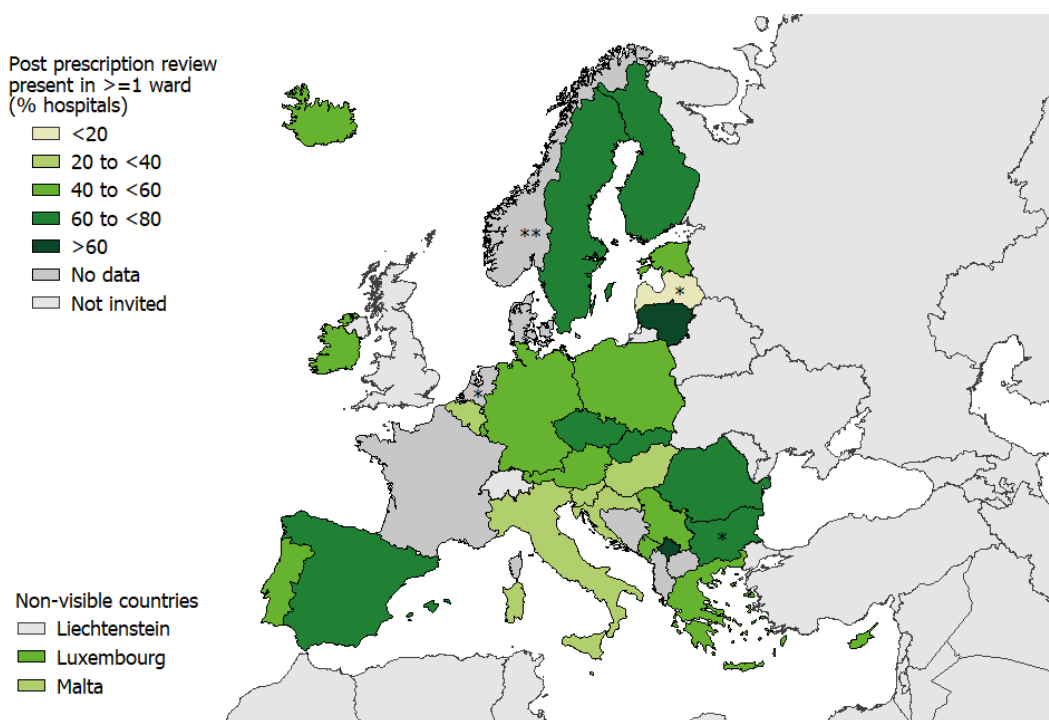 Post prescription review
present in >=1 ward
(% hospitals)
<20
20 to <40
40 to <60
60 to <80
>60
No data
Not invited
**
*
*
*
Non-visible countries
Liechtenstein
Luxembourg
Malta